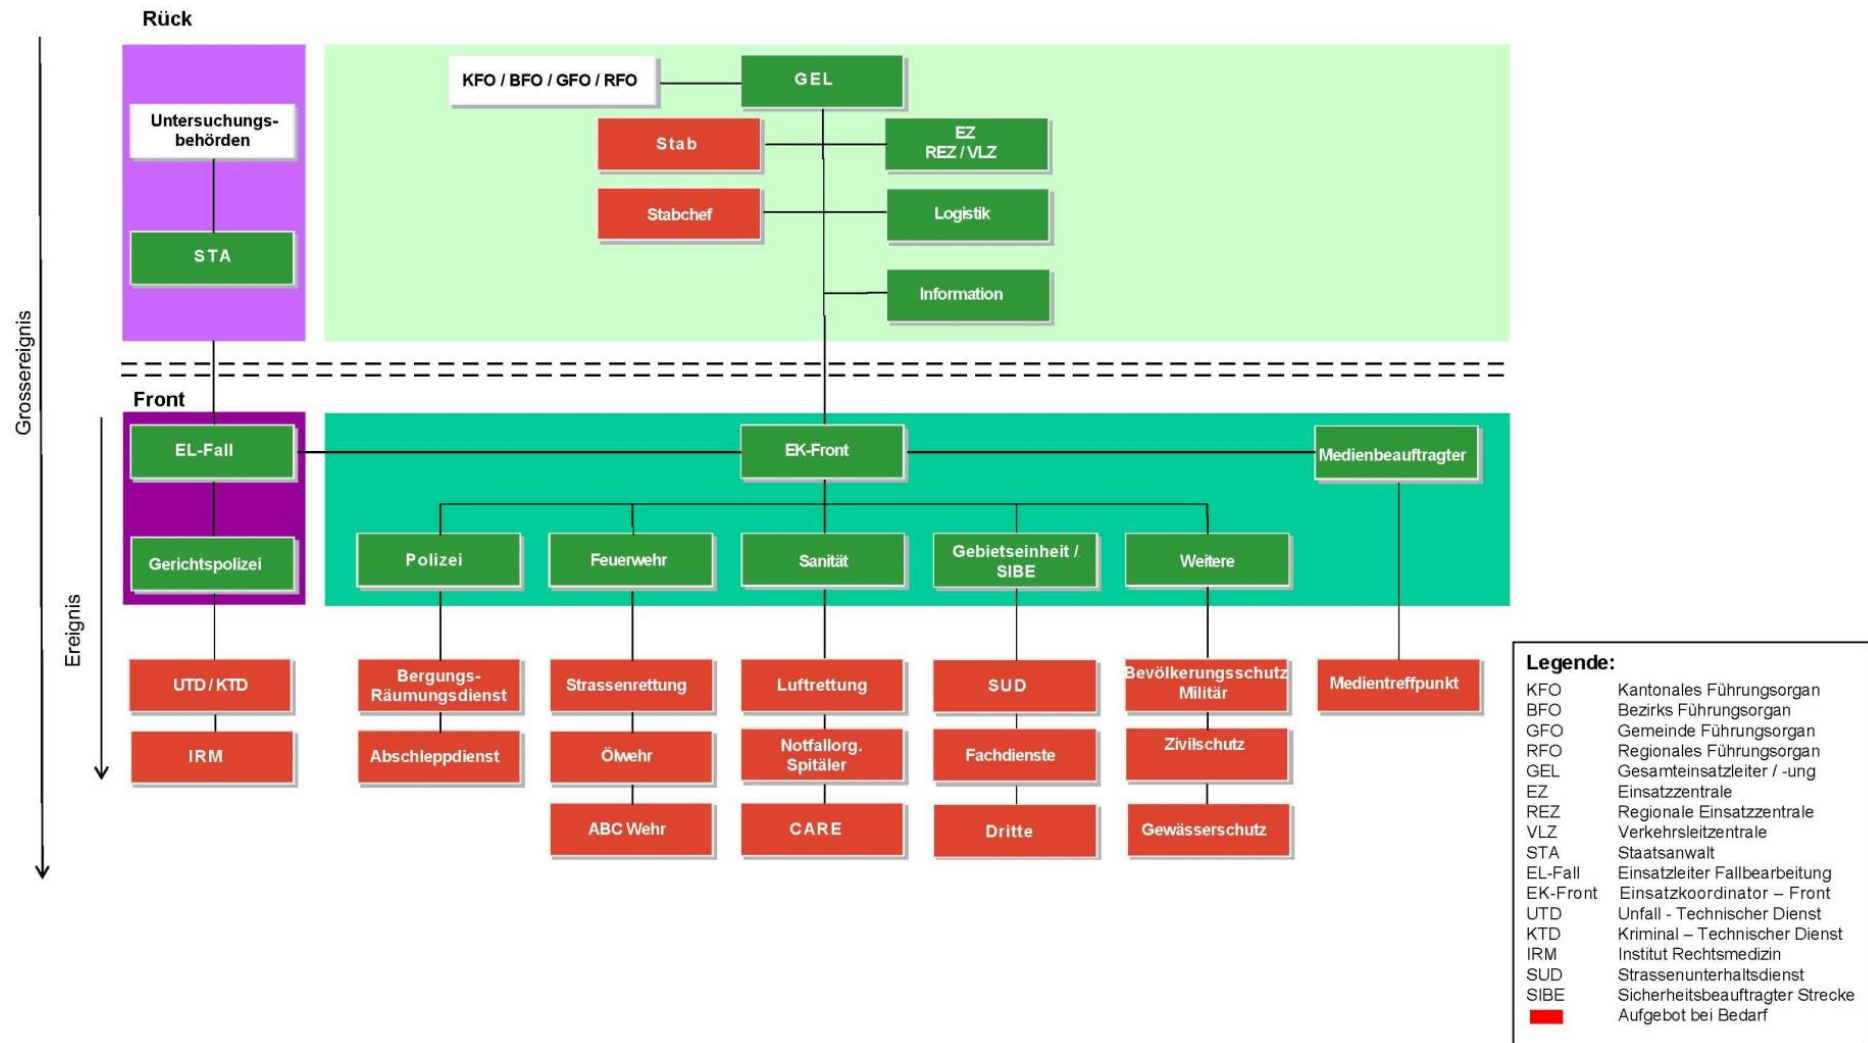 Rück
KFO / BFO / GFO / RFO
GEL
Untersuchungs-
behörden
Stab
EZ
REZ / VLZ
Stabchef
Logistik
STA
Information
Grossereignis
Front
Ereignis
EL-Fall
EK-Front
Medienbeauftragter
Gerichtspolizei
Polizei
Feuerwehr
Sanität
Gebietseinheit /
SIBE
Weitere
UTD / KTD
Bergungs-
Räumungsdienst
Strassenrettung
Luftrettung
SUD
Bevölkerungsschutz
Militär
Medientreffpunkt
IRM
Abschleppdienst
Ölwehr
Notfallorg.
Spitäler
Fachdienste
Zivilschutz
ABC Wehr
CARE
Dritte
Gewässerschutz
Legende:
KFO Kantonales Führungsorgan
BFO Bezirks Führungsorgan
GFO Gemeinde Führungsorgan
RFO Regionales Führungsorgan
GEL Gesamteinsatzleiter / -ung
EZ Einsatzzentrale
REZ Regionale Einsatzzentrale
VLZ Verkehrsleitzentrale
STA Staatsanwalt
EL-Fall Einsatzleiter Fallbearbeitung
EK-Front Einsatzkoordinator – Front
UTD Unfall - Technischer Dienst
KTD Kriminal – Technischer Dienst
IRM Institut Rechtsmedizin
SUD Strassenunterhaltsdienst
SIBE Sicherheitsbeauftragter Strecke
Aufgebot bei Bedarf